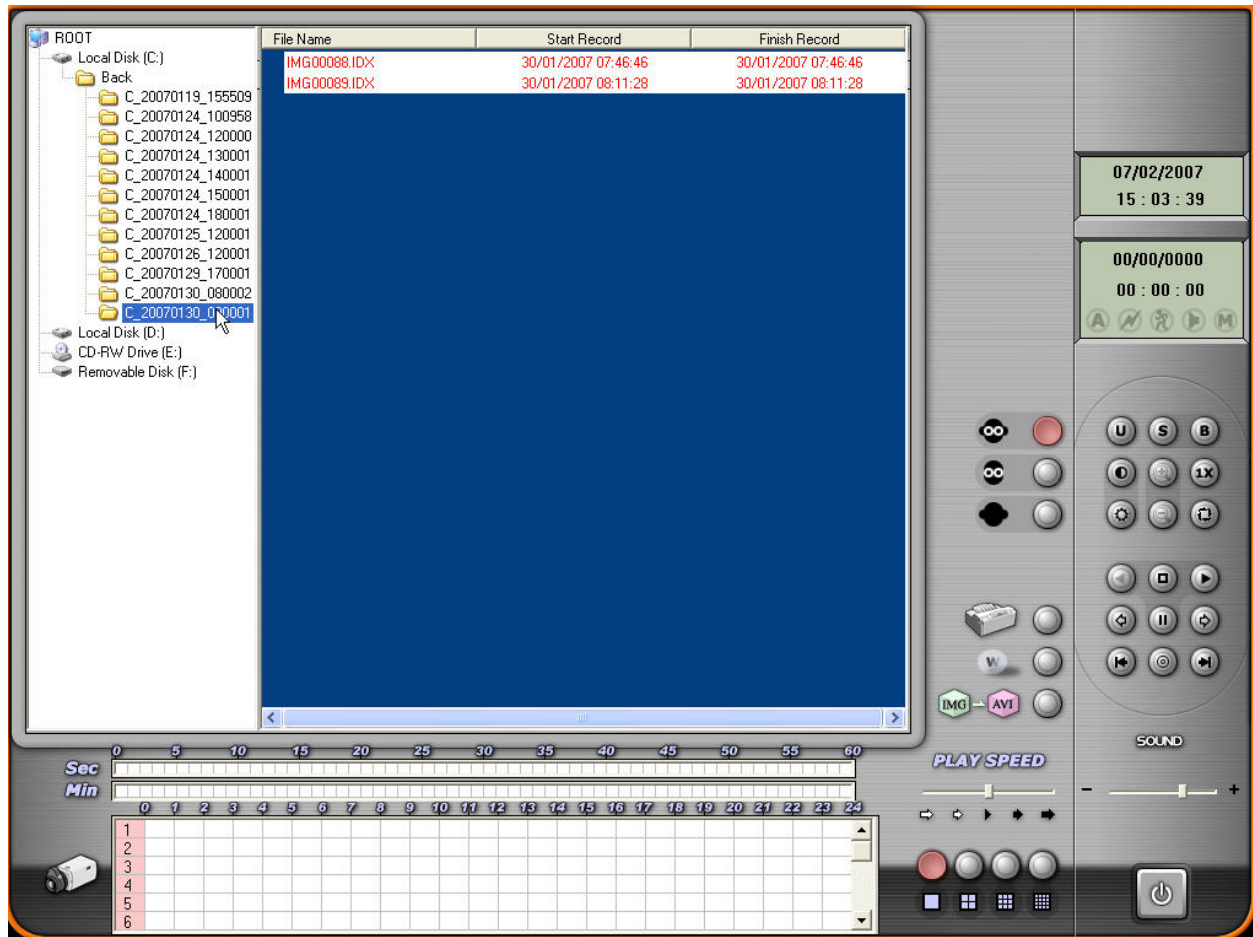 ROOT
Local Disk (C:)
Back
C_20070119_155509
C_20070124_100958
C_20070124_120000
C_20070124_130001
C_20070124_140001
C_20070124_150001
C_20070124_180001
C_20070125_120001
C_20070126_120001
C_20070129_170001
C_20070130_080002
Local Disk (D:)
CD-RW Drive (E:)
Removable Disk (F:)
File Name Start Record Finish Record
IMG00088.IDX 30/01/2007 07:46:46 30/01/2007 07:46:46
IMG00089.IDX 30/01/2007 08:11:28 30/01/2007 08:11:28
07/02/2007
15 : 03 : 39
00/00/0000
00 : 00 : 00
A M
U S B
1X
W
IMG AVI
SOUND
- +
PLAY SPEED
0 5 10 15 20 25 30 35 40 45 50 55 60
Sec
Min
0 1 2 3 4 5 6 7 8 9 10 11 12 13 14 15 16 17 18 19 20 21 22 23 24
1
2
3
4
5
6